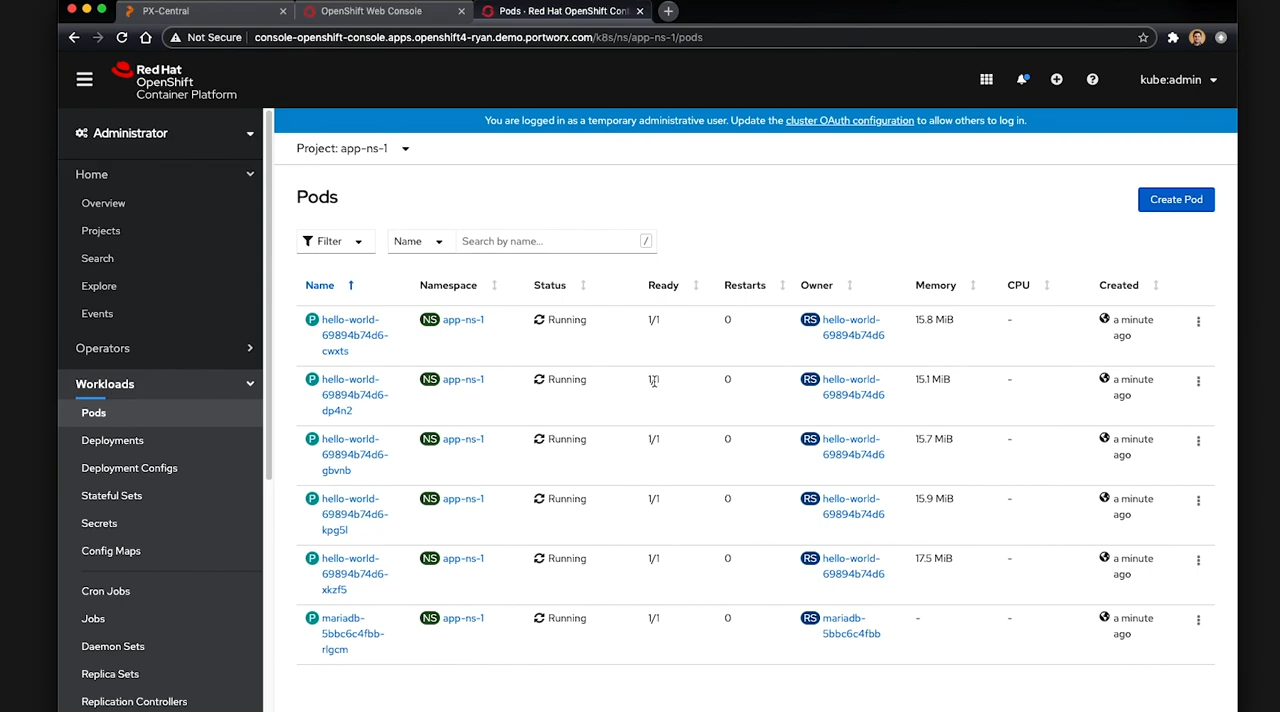 PX-Central
OpenShift Web Console
Pods · Red Hat OpenShift Con
Not Secure
console-openshift-console.apps.openshift4-ryan.demo.portworx.com/k8s/ns/app-ns-1/pods
Red Hat
OpenShift
Container Platform
kube:admin
Administrator
Home
Overview
Projects
Search
Explore
Events
Operators
Workloads
Pods
Deployments
Deployment Configs
Stateful Sets
Secrets
Config Maps
Cron Jobs
Jobs
Daemon Sets
Replica Sets
Replication Controllers
You are logged in as a temporary administrative user. Update the cluster OAuth configuration to allow others to log in.
Project: app-ns-1
Pods
Create Pod
Filter
Name
Search by name...
/
Name Namespace Status Ready Restarts Owner Memory CPU Created
P hello-world- NS app-ns-1 Running 1/1 0 RS hello-world- 15.8 MiB - a minute
69894b74d6- 69894b74d6 ago
cwxts
P hello-world- NS app-ns-1 Running 1/1 0 RS hello-world- 15.1 MiB - a minute
69894b74d6- 69894b74d6 ago
dp4n2
P hello-world- NS app-ns-1 Running 1/1 0 RS hello-world- 15.7 MiB - a minute
69894b74d6- 69894b74d6 ago
gbvnb
P hello-world- NS app-ns-1 Running 1/1 0 RS hello-world- 15.9 MiB - a minute
69894b74d6- 69894b74d6 ago
kpg5l
P hello-world- NS app-ns-1 Running 1/1 0 RS hello-world- 17.5 MiB - a minute
69894b74d6- 69894b74d6 ago
xkzf5
P mariadb- NS app-ns-1 Running 1/1 0 RS mariadb- - - a minute
5bbc6c4fbb- 5bbc6c4fbb ago
rlgcm